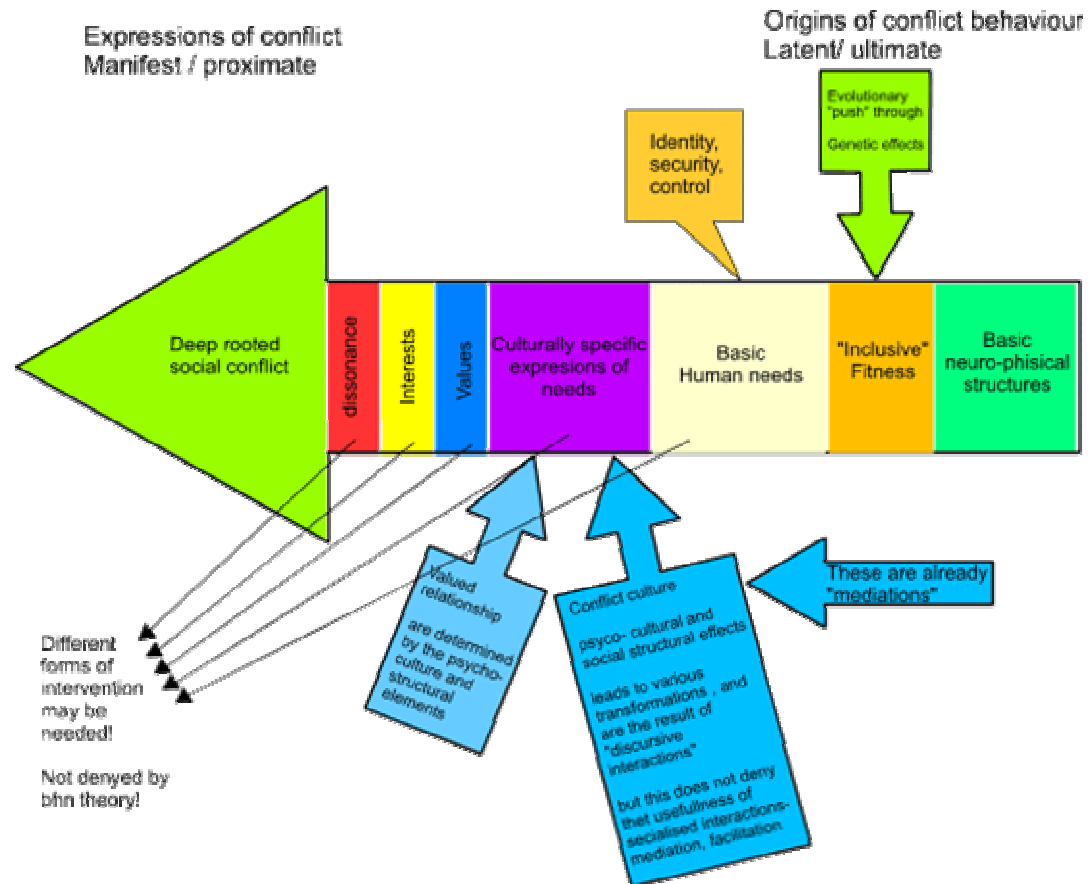 Expressions of conflict
Manifest / proximate
Origins of conflict behaviour
Latent/ ultimate
Evolutionary
"push" through
Genetic effects
Identity,
security,
control
Deep rooted
social conflict
dissonance
Interests
Values
Culturally specific
expresions of
needs
Basic
Human needs
"Inclusive"
Fitness
Basic
neuro-phisical
structures
Valued
relationship
are determined
by the psycho-
culture and
structural
elements
Conflict culture
psyco- cultural and
social structural effects
leads to various
transformations , and
are the result of
"discursive
interactions"
but this does not deny
thet usefullness of
secialised interactions-
mediation, facilitation
These are already
"mediations"
Different
forms of
intervention
may be
needed!
Not denyed by
bhn theory!